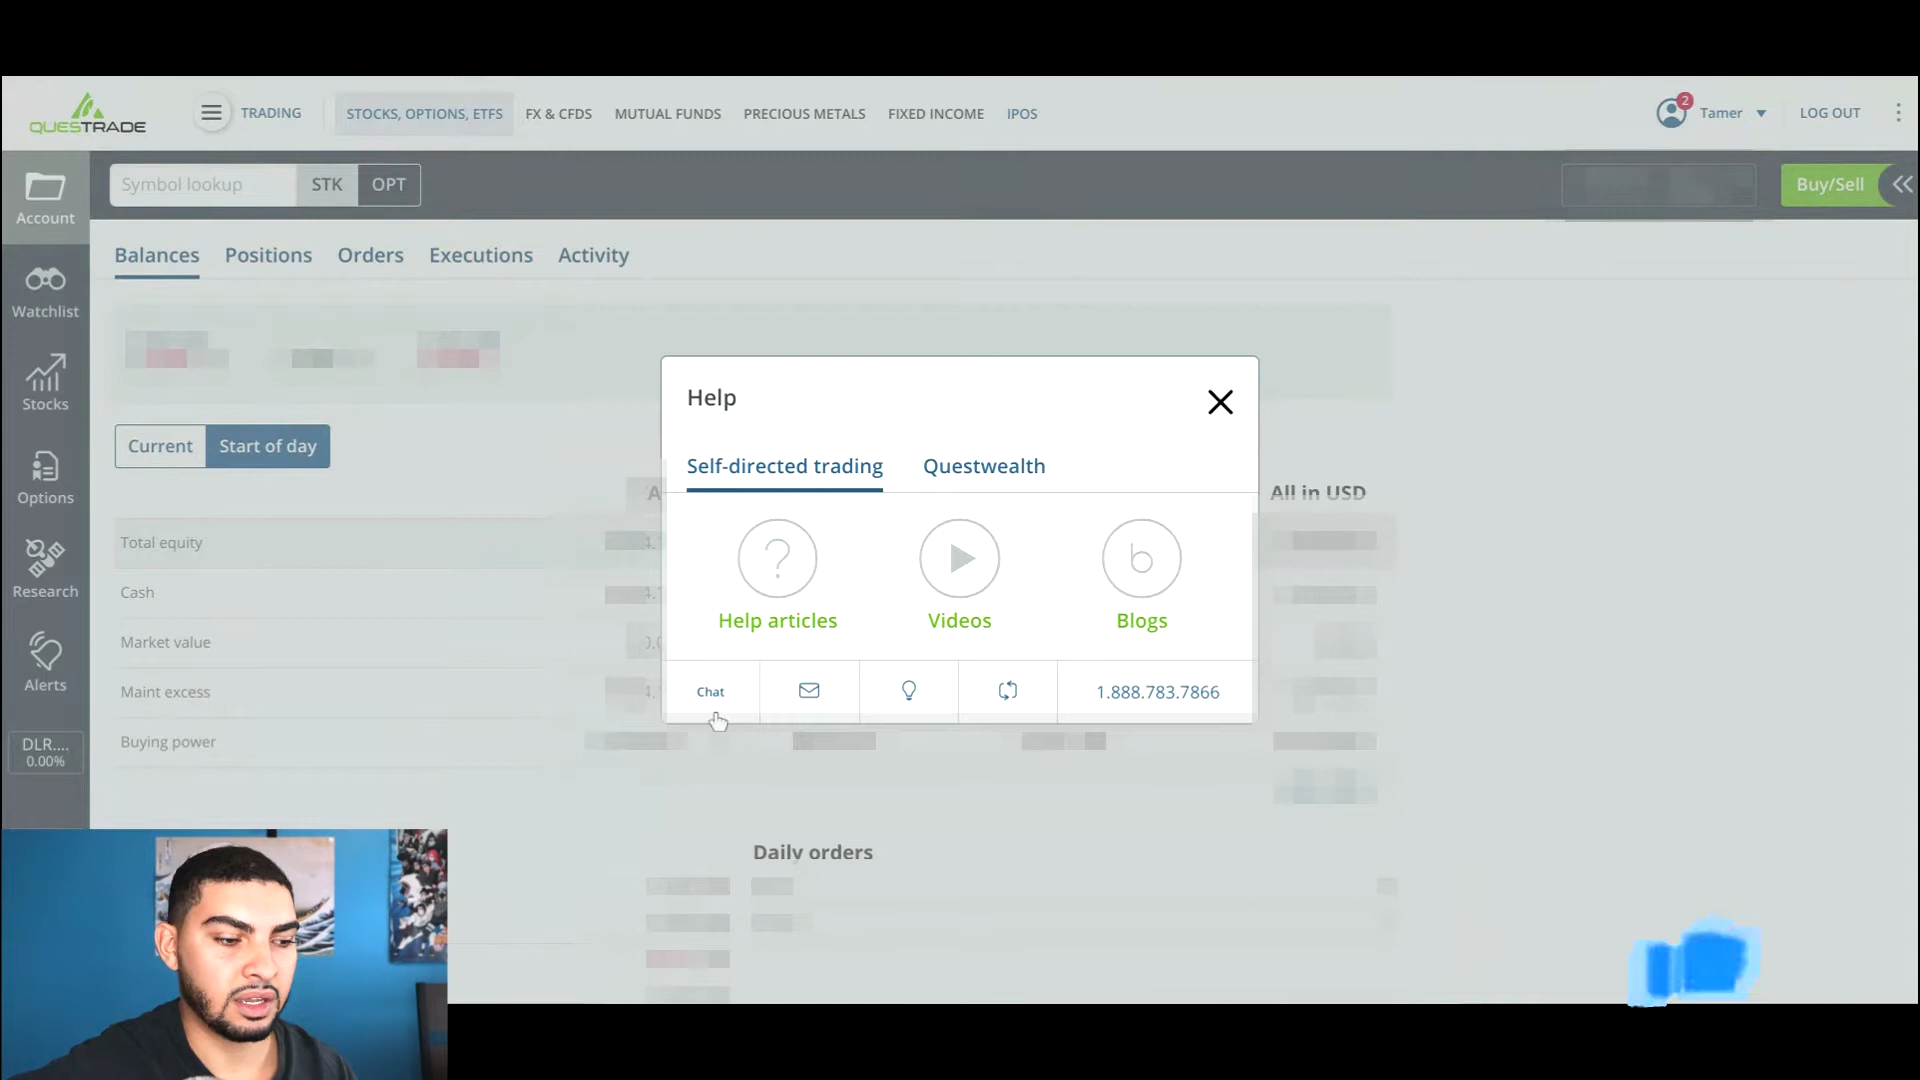 QUESTRADE
TRADING
STOCKS, OPTIONS, ETFS
FX & CFDS
MUTUAL FUNDS
PRECIOUS METALS
FIXED INCOME
IPOS
2
Tamer
LOG OUT
Symbol lookup
STK
OPT
Buy/Sell
Account
Watchlist
Stocks
Options
Research
Alerts
DLR....
0.00%
Balances
Positions
Orders
Executions
Activity
Current
Start of day
All in USD
Total equity
Cash
Market value
Maint excess
Buying power
Help
Self-directed trading
Questwealth
Help articles
Videos
Blogs
Chat
1.888.783.7866
Daily orders